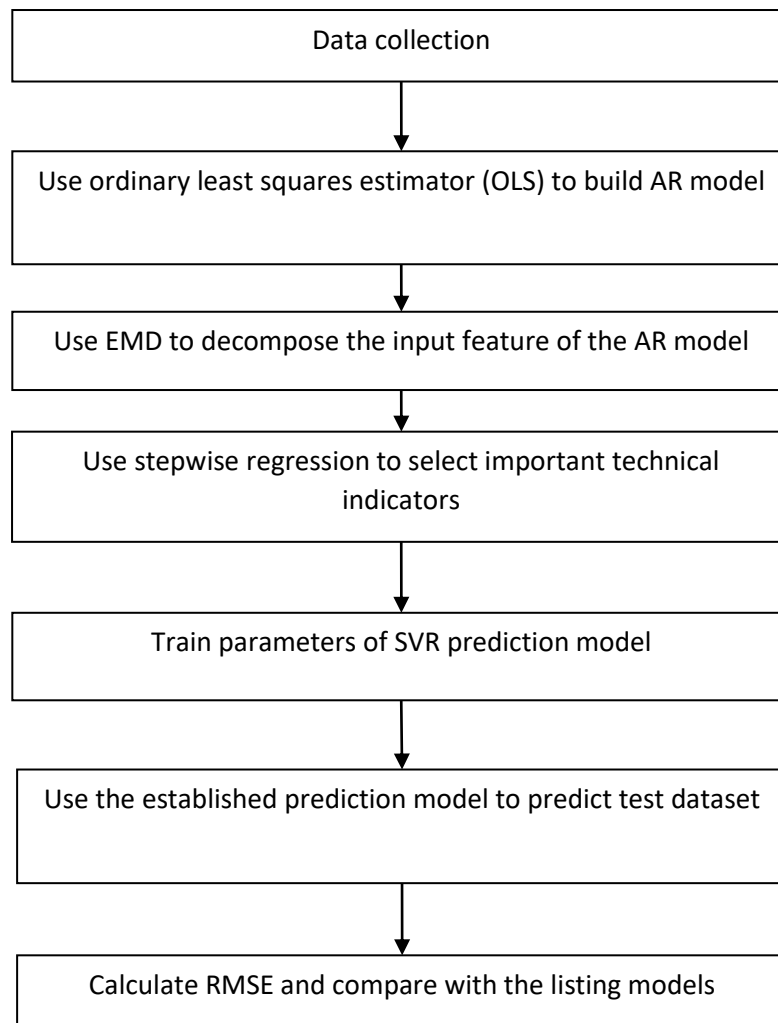 Data collection
Use ordinary least squares estimator (OLS) to build AR model
Use EMD to decompose the input feature of the AR model
Use stepwise regression to select important technical
indicators
Train parameters of SVR prediction model
Use the established prediction model to predict test dataset
Calculate RMSE and compare with the listing models